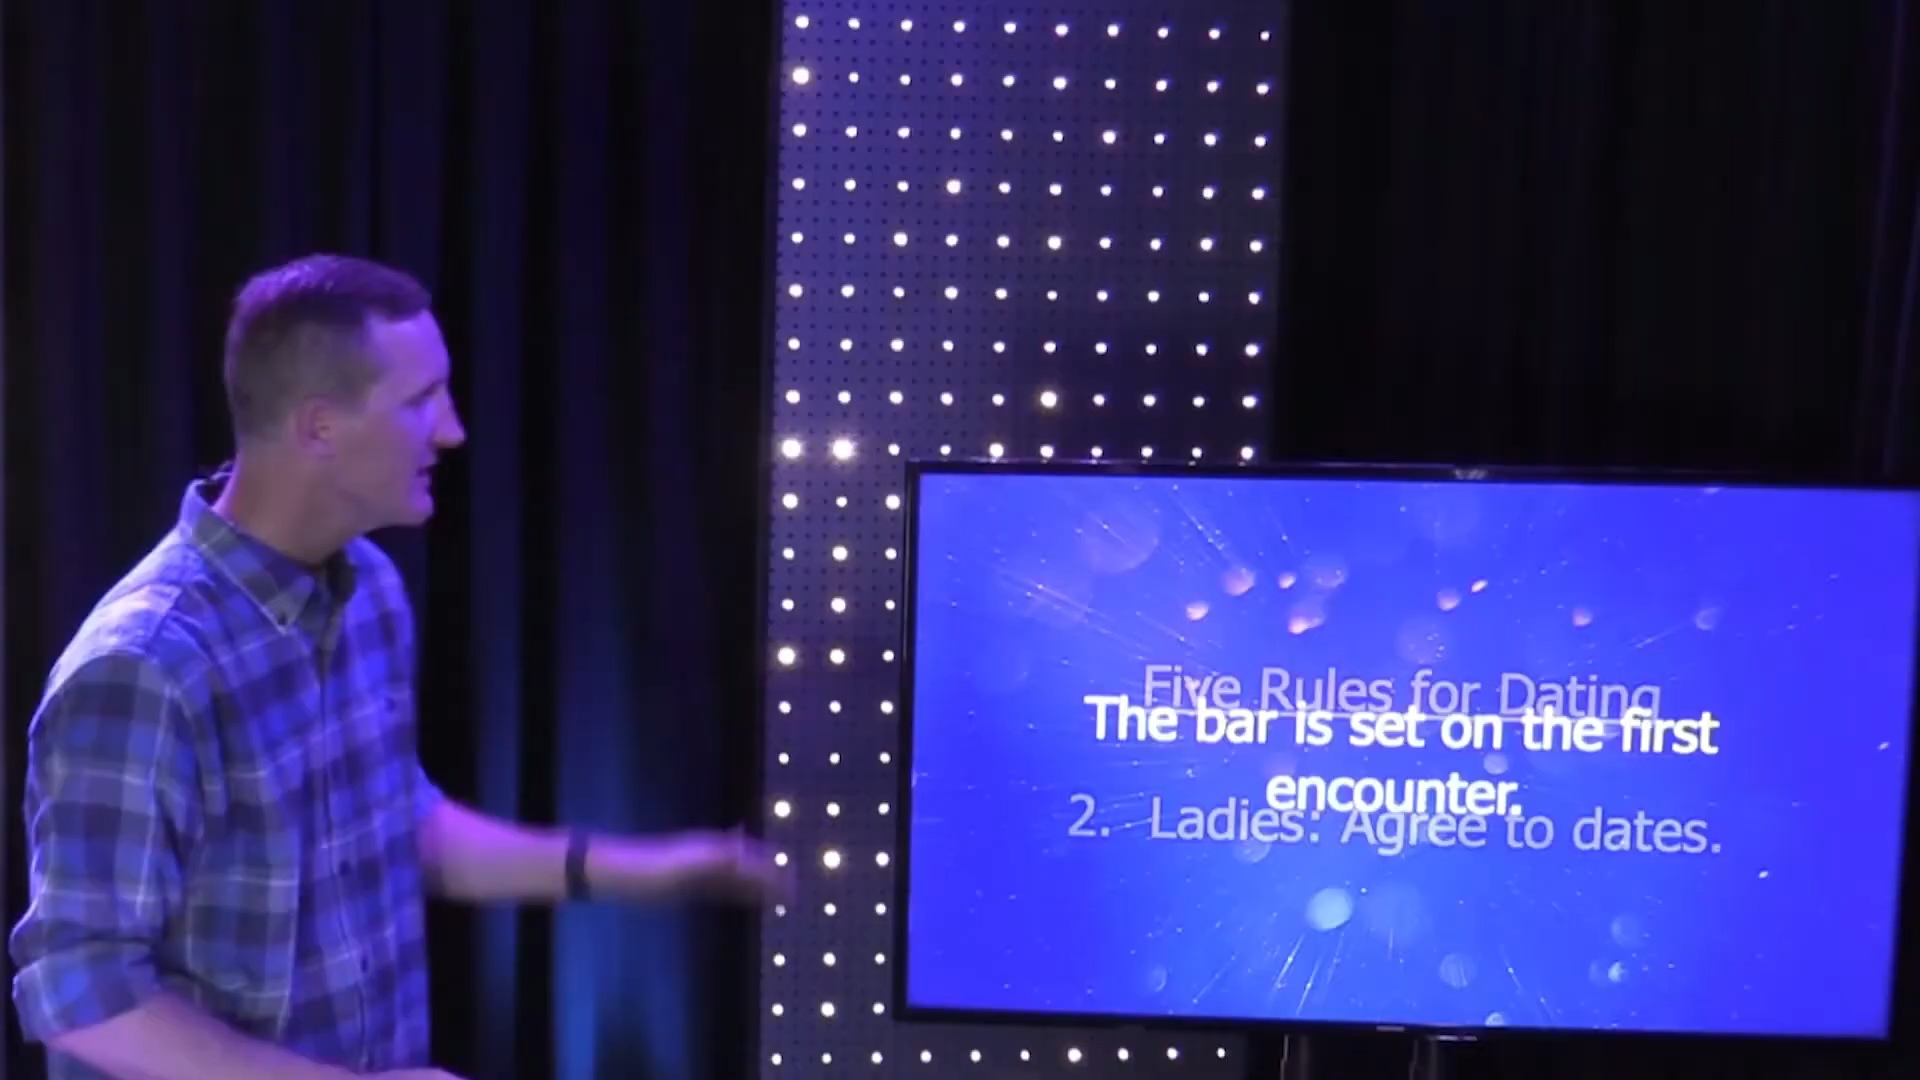 Five Rules for Dating
The bar is set on the first
encounter.
2. Ladies: Agree to dates.